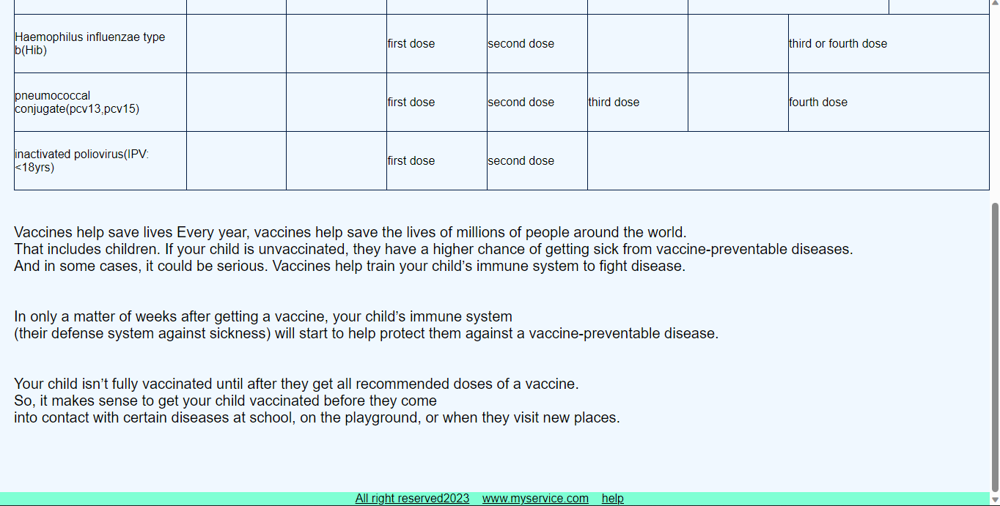 Haemophilus influenzae type
b(Hib)
first dose
second dose
third or fourth dose
pneumococcal
conjugate(pcv13,pcv15)
first dose
second dose
third dose
fourth dose
inactivated poliovirus(IPV:
<18yrs)
first dose
second dose
Vaccines help save lives Every year, vaccines help save the lives of millions of people around the world.
That includes children. If your child is unvaccinated, they have a higher chance of getting sick from vaccine-preventable diseases.
And in some cases, it could be serious. Vaccines help train your child’s immune system to fight disease.
In only a matter of weeks after getting a vaccine, your child’s immune system
(their defense system against sickness) will start to help protect them against a vaccine-preventable disease.
Your child isn’t fully vaccinated until after they get all recommended doses of a vaccine.
So, it makes sense to get your child vaccinated before they come
into contact with certain diseases at school, on the playground, or when they visit new places.
All right reserved2023 www.myservice.com help